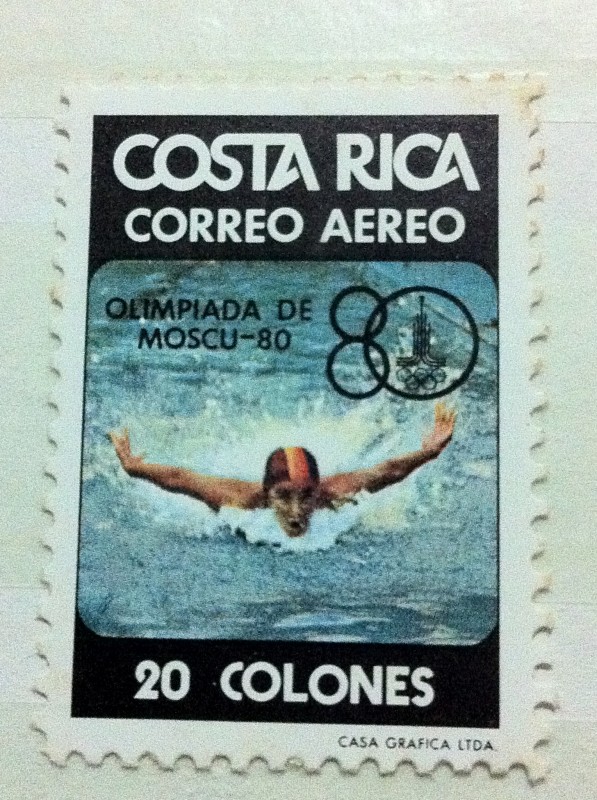 COSTA RICA
CORREO AEREO
OLIMPIADA DE
MOSCU-80
80
20 COLONES
CASA GRAFICA LTDA.